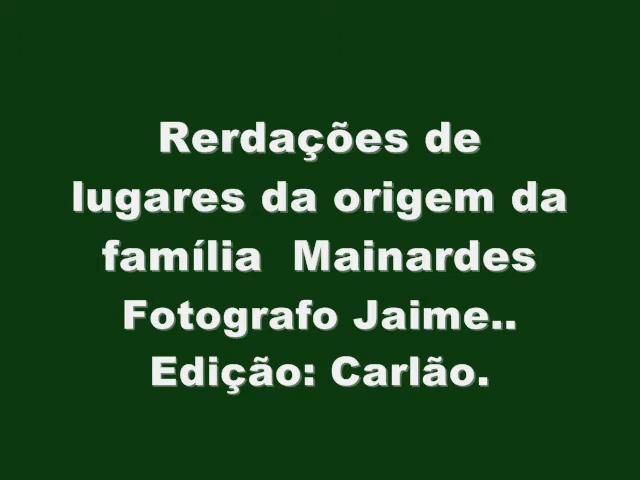 Rerdações de
lugares da origem da
família  Mainardes
Fotografo Jaime..
Edição: Carlão.